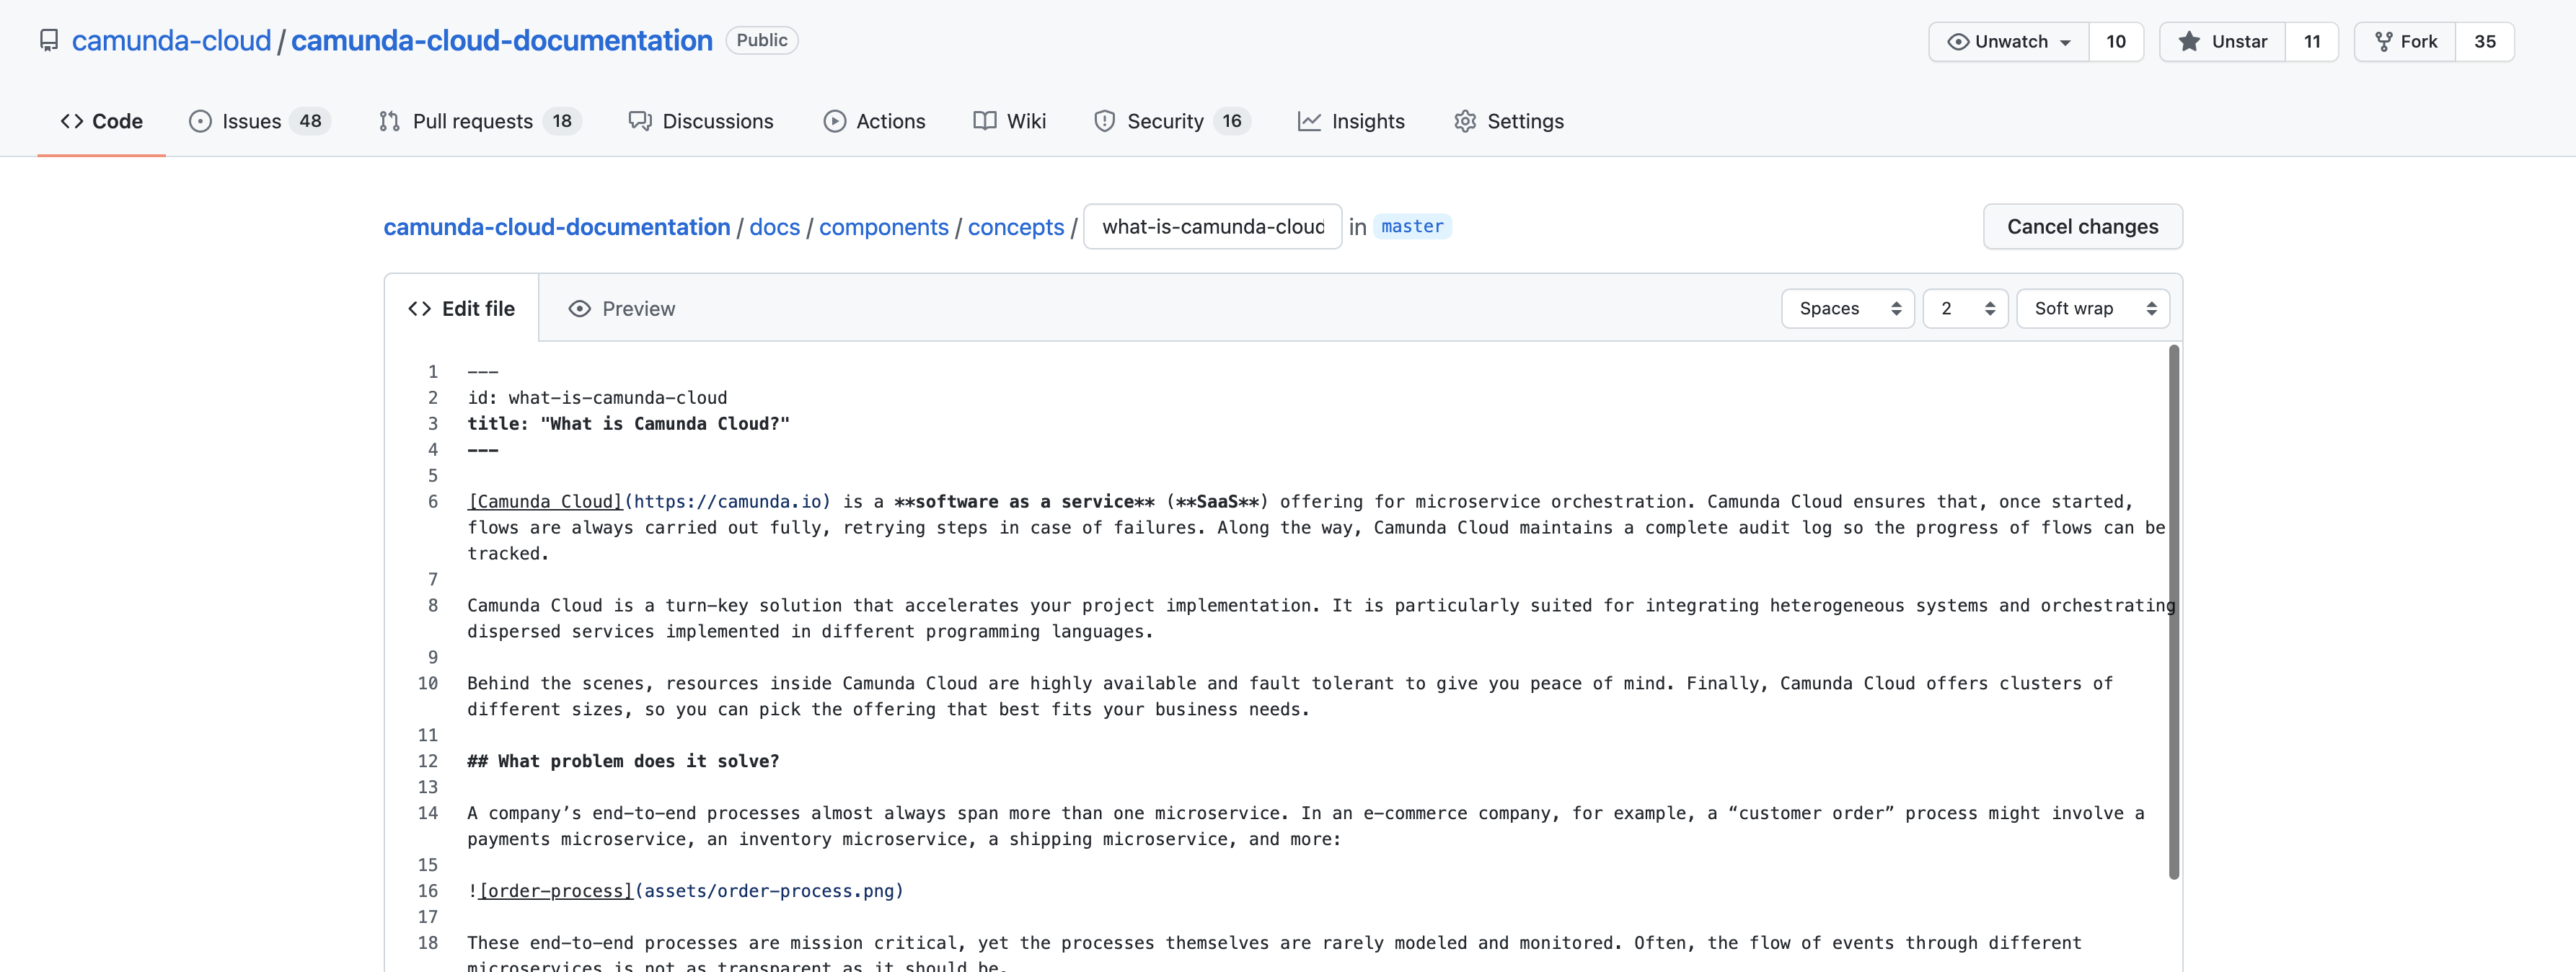 camunda-cloud / camunda-cloud-documentation Public
Unwatch 10 Unstar 11 Fork 35
Code Issues 48 Pull requests 18 Discussions Actions Wiki Security 16 Insights Settings
camunda-cloud-documentation / docs / components / concepts / what-is-camunda-cloud in master Cancel changes
Edit file Preview Spaces 2 Soft wrap
1 ---
2 id: what-is-camunda-cloud
3 title: "What is Camunda Cloud?"
4 ---
5
6 [Camunda Cloud](https://camunda.io) is a **software as a service** (**SaaS**) offering for microservice orchestration. Camunda Cloud ensures that, once started,
flows are always carried out fully, retrying steps in case of failures. Along the way, Camunda Cloud maintains a complete audit log so the progress of flows can be
tracked.
7
8 Camunda Cloud is a turn-key solution that accelerates your project implementation. It is particularly suited for integrating heterogeneous systems and orchestrating
dispersed services implemented in different programming languages.
9
10 Behind the scenes, resources inside Camunda Cloud are highly available and fault tolerant to give you peace of mind. Finally, Camunda Cloud offers clusters of
different sizes, so you can pick the offering that best fits your business needs.
11
12 ## What problem does it solve?
13
14 A company’s end-to-end processes almost always span more than one microservice. In an e-commerce company, for example, a “customer order” process might involve a
payments microservice, an inventory microservice, a shipping microservice, and more:
15
16 ![order-process](assets/order-process.png)
17
18 These end-to-end processes are mission critical, yet the processes themselves are rarely modeled and monitored. Often, the flow of events through different
microservices is not as transparent as it should be.